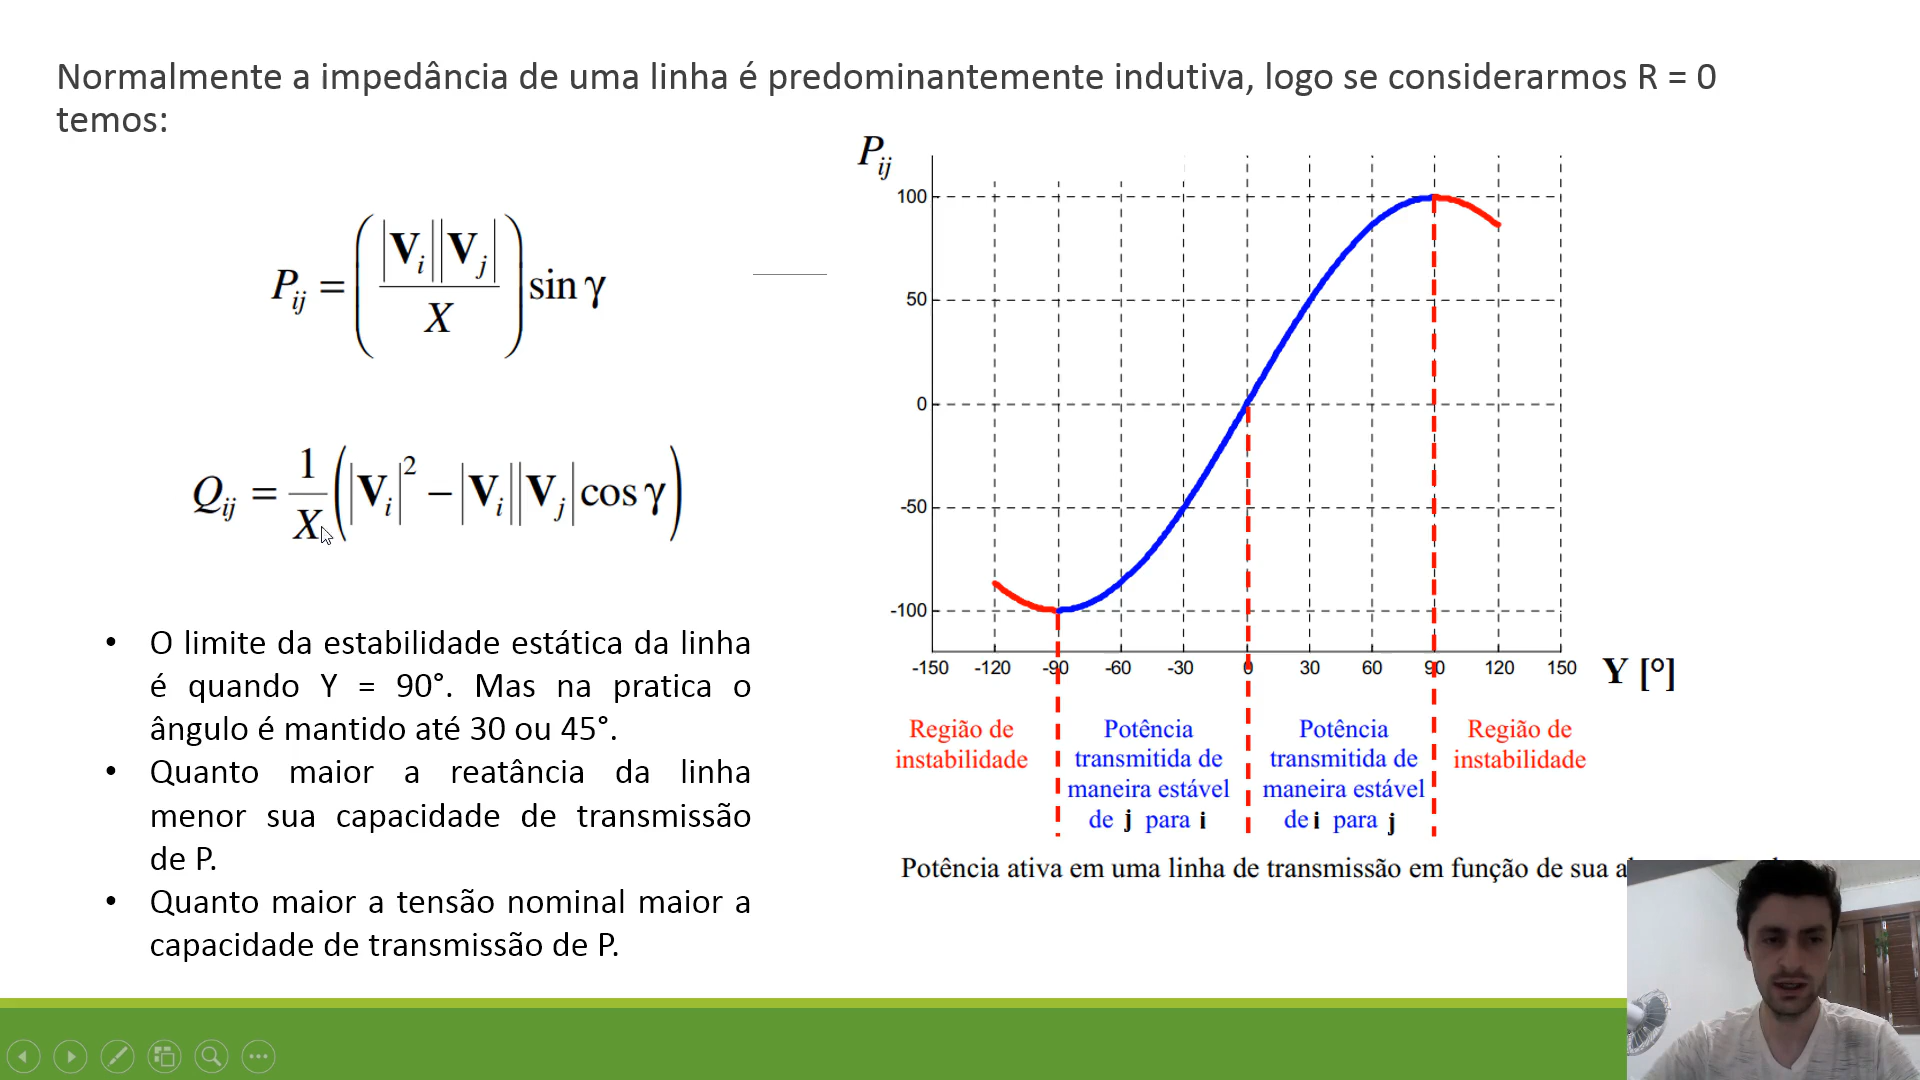 Normalmente a impedância de uma linha é predominantemente indutiva, logo se considerarmos R = 0
temos:
P_ij = ( |V_i| |V_j| / X ) sin γ
Q_ij = 1/X ( |V_i|² − |V_i| |V_j| cos γ )
• O limite da estabilidade estática da linha
é quando Y = 90°. Mas na pratica o
ângulo é mantido até 30 ou 45°.
• Quanto maior a reatância da linha
menor sua capacidade de transmissão
de P.
• Quanto maior a tensão nominal maior a
capacidade de transmissão de P.
P_ij
100
50
0
-50
-100
-150 -120 -90 -60 -30 0 30 60 90 120 150 Y [°]
Região de
instabilidade
Potência
transmitida de
maneira estável
de j para i
Potência
transmitida de
maneira estável
de i para j
Região de
instabilidade
Potência ativa em uma linha de transmissão em função de sua